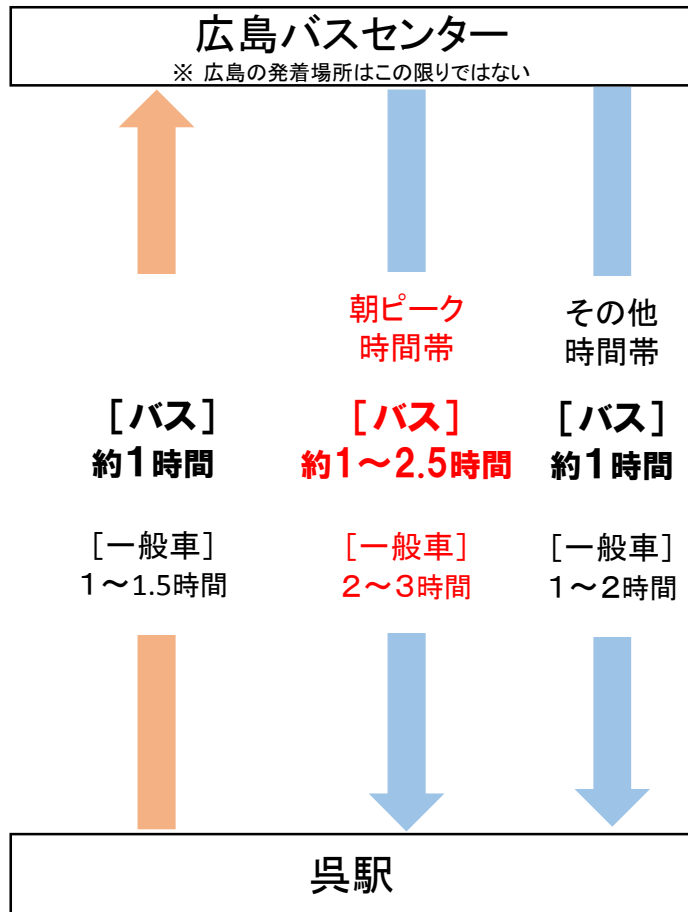 広島バスセンター
※ 広島の発着場所はこの限りではない
朝ピーク
時間帯
その他
時間帯
[バス]
約1時間
[バス]
約1～2.5時間
[バス]
約1時間
[一般車]
1～1.5時間
[一般車]
2～3時間
[一般車]
1～2時間
呉駅